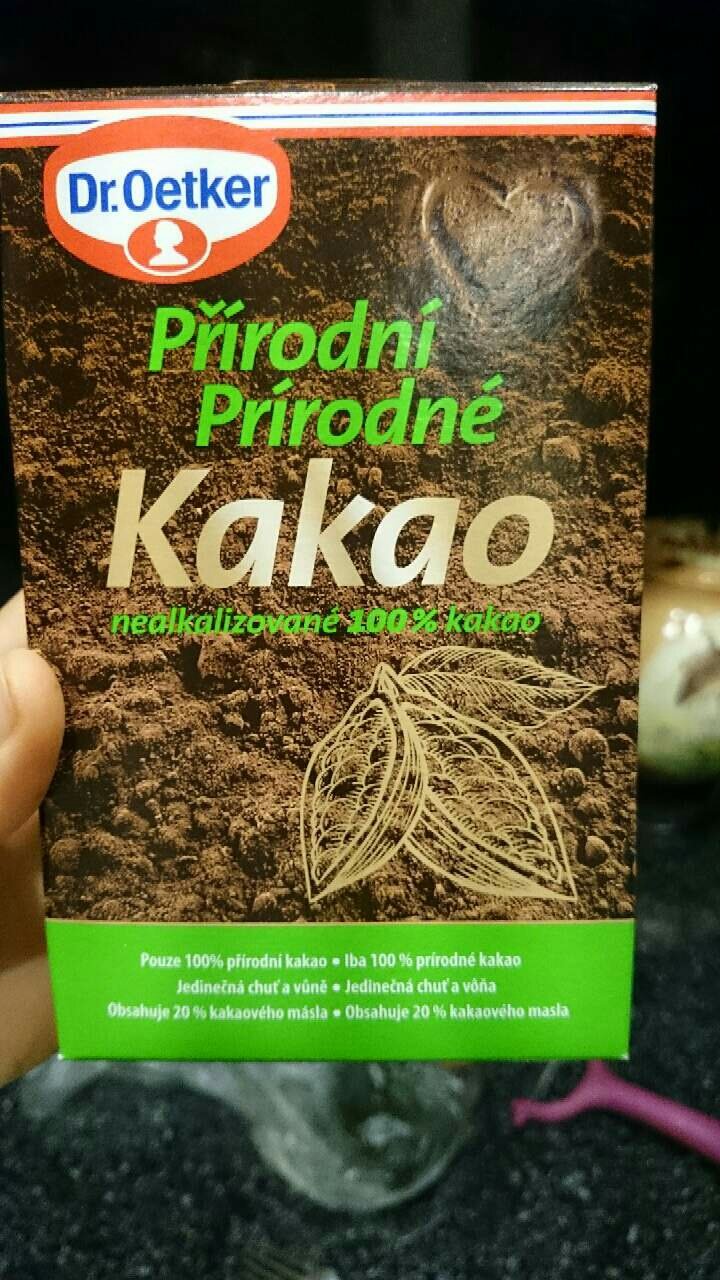 Dr. Oetker
Přírodní
Prírodné
Kakao
nealkalizované 100% kakao
Pouze 100% přírodní kakao • Iba 100 % prírodné kakao
Jedinečná chuť a vůně • Jedinečná chuť a vôňa
Obsahuje 20 % kakaového másla • Obsahuje 20 % kakaového masla